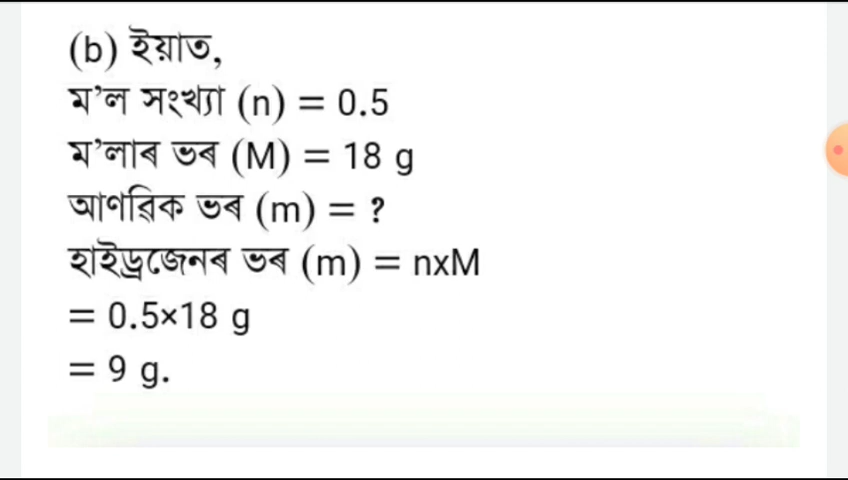 (b) ইয়াত,
ম’ল সংখ্যা (n) = 0.5
ম’লাৰ ভৰ (M) = 18 g
আণৱিক ভৰ (m) = ?
হাইড্ৰজেনৰ ভৰ (m) = nxM
= 0.5×18 g
= 9 g.